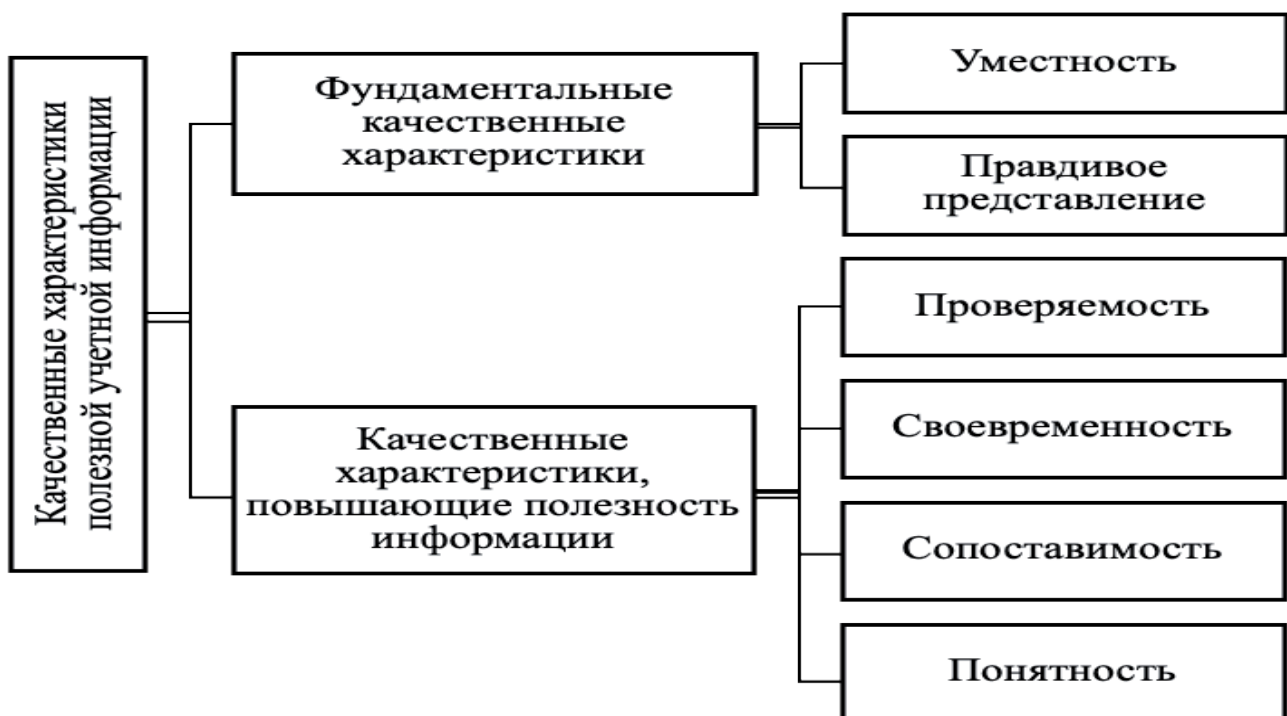 Качественные характеристики
полезной учетной информации
Фундаментальные
качественные
характеристики
Уместность
Правдивое
представление
Качественные
характеристики,
повышающие полезность
информации
Проверяемость
Своевременность
Сопоставимость
Понятность